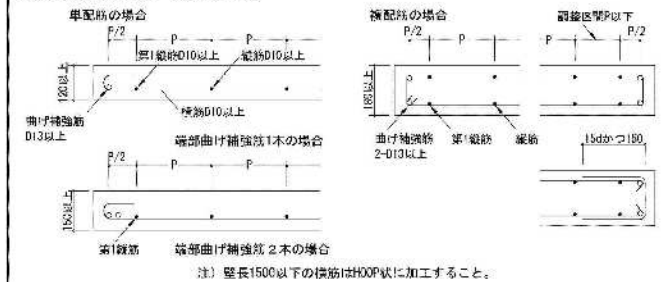 単配筋の場合
複配筋の場合
調整区間P以下
P/2 P P
P/2 P P P/2
第1縦筋D10以上 縦筋D10以上
120以上
180以上
横筋D10以上
曲げ補強筋
D13以上
端部曲げ補強筋1本の場合
曲げ補強筋 第1縦筋 縦筋
2-D13以上
P/2 P P
15dかつ150
150以上
第1縦筋 端部曲げ補強筋2本の場合
注) 壁長1500以下の横筋はHOOP状に加工すること。